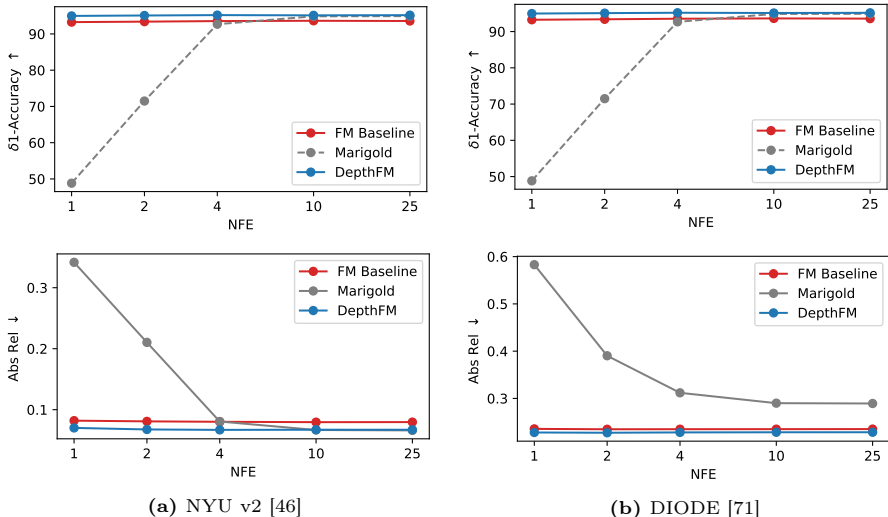 δ1-Accuracy ↑
90
80
70
60
50
FM Baseline
Marigold
DepthFM
1 2 4 10 25
NFE
δ1-Accuracy ↑
90
80
70
60
50
FM Baseline
Marigold
DepthFM
1 2 4 10 25
NFE
Abs Rel ↓
0.3
0.2
0.1
FM Baseline
Marigold
DepthFM
1 2 4 10 25
NFE
(a) NYU v2 [46]
Abs Rel ↓
0.6
0.5
0.4
0.3
FM Baseline
Marigold
DepthFM
1 2 4 10 25
NFE
(b) DIODE [71]